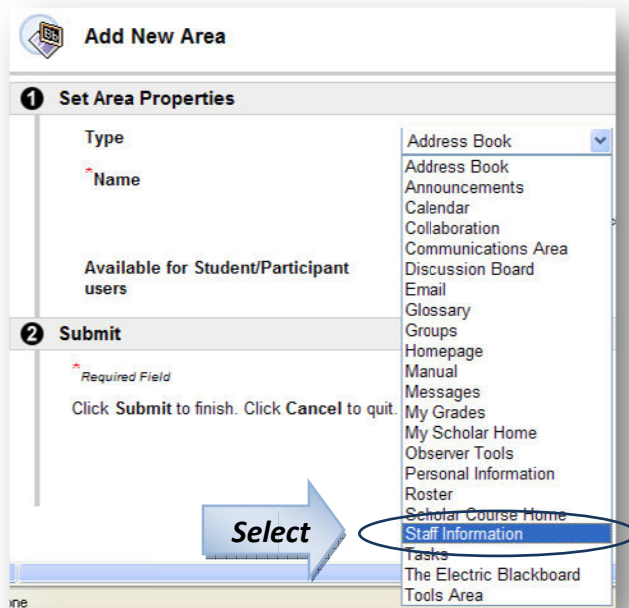 Bb
Add New Area
1 Set Area Properties
Type
Address Book
*Name
Available for Student/Participant
users
Address Book
Announcements
Calendar
Collaboration
Communications Area
Discussion Board
Email
Glossary
Groups
Homepage
Manual
Messages
My Grades
My Scholar Home
Observer Tools
Personal Information
Roster
Scholar Course Home
Staff Information
Tasks
The Electric Blackboard
Tools Area
2 Submit
*Required Field
Click Submit to finish. Click Cancel to quit.
Select
one